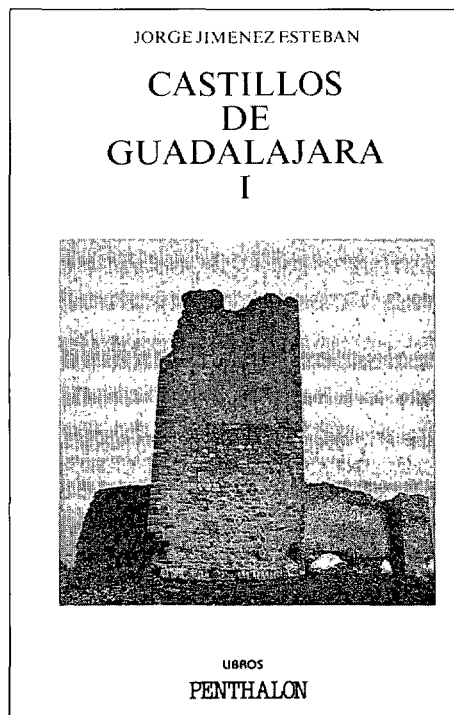 JORGE JIMENEZ ESTEBAN
CASTILLOS
DE
GUADALAJARA
I
LIBROS
PENTHALON